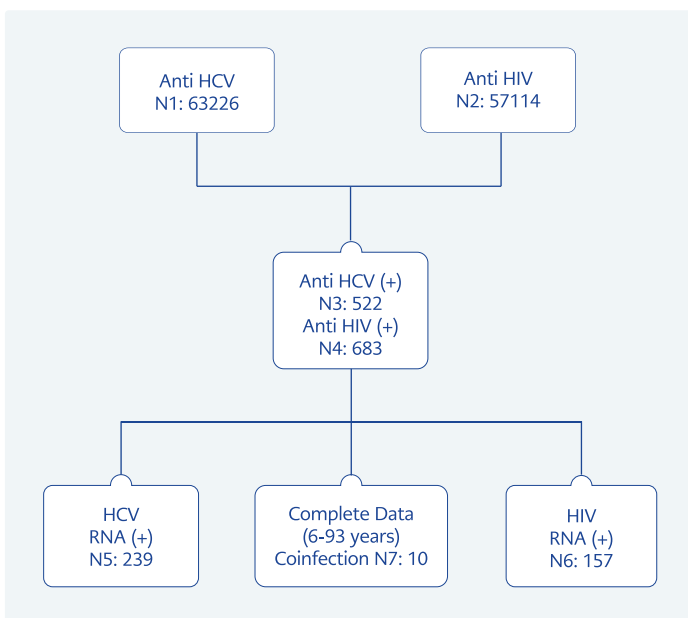 Anti HCV
N1: 63226
Anti HIV
N2: 57114
Anti HCV (+)
N3: 522
Anti HIV (+)
N4: 683
HCV
RNA (+)
N5: 239
Complete Data
(6-93 years)
Coinfection N7: 10
HIV
RNA (+)
N6: 157